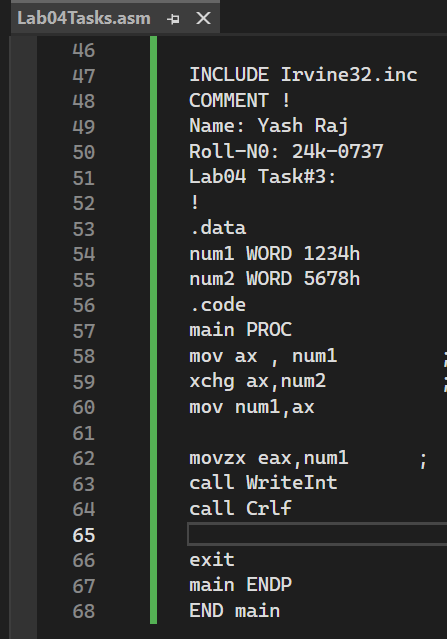 Lab04Tasks.asm
46
47 INCLUDE Irvine32.inc
48 COMMENT !
49 Name: Yash Raj
50 Roll-N0: 24k-0737
51 Lab04 Task#3:
52 !
53 .data
54 num1 WORD 1234h
55 num2 WORD 5678h
56 .code
57 main PROC
58 mov ax , num1 ;
59 xchg ax,num2 ;
60 mov num1,ax
61
62 movzx eax,num1 ;
63 call WriteInt
64 call Crlf
65
66 exit
67 main ENDP
68 END main